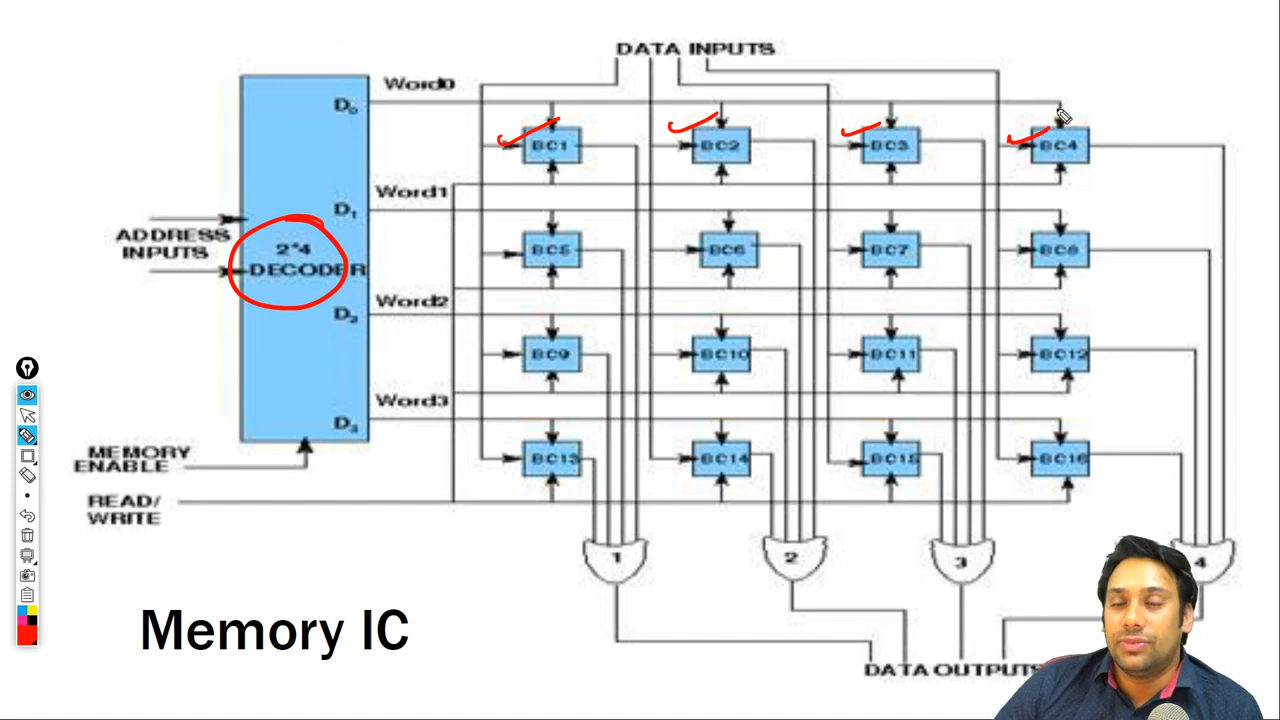 DATA INPUTS
Word0
D0
BC1 BC2 BC3 BC4
Word1
D1
ADDRESS
INPUTS
2*4
DECODER
BC5 BC6 BC7 BC8
Word2
D2
BC9 BC10 BC11 BC12
Word3
D3
MEMORY
ENABLE
BC13 BC14 BC15 BC16
READ/
WRITE
1 2 3 4
Memory IC
DATA OUTPUTS